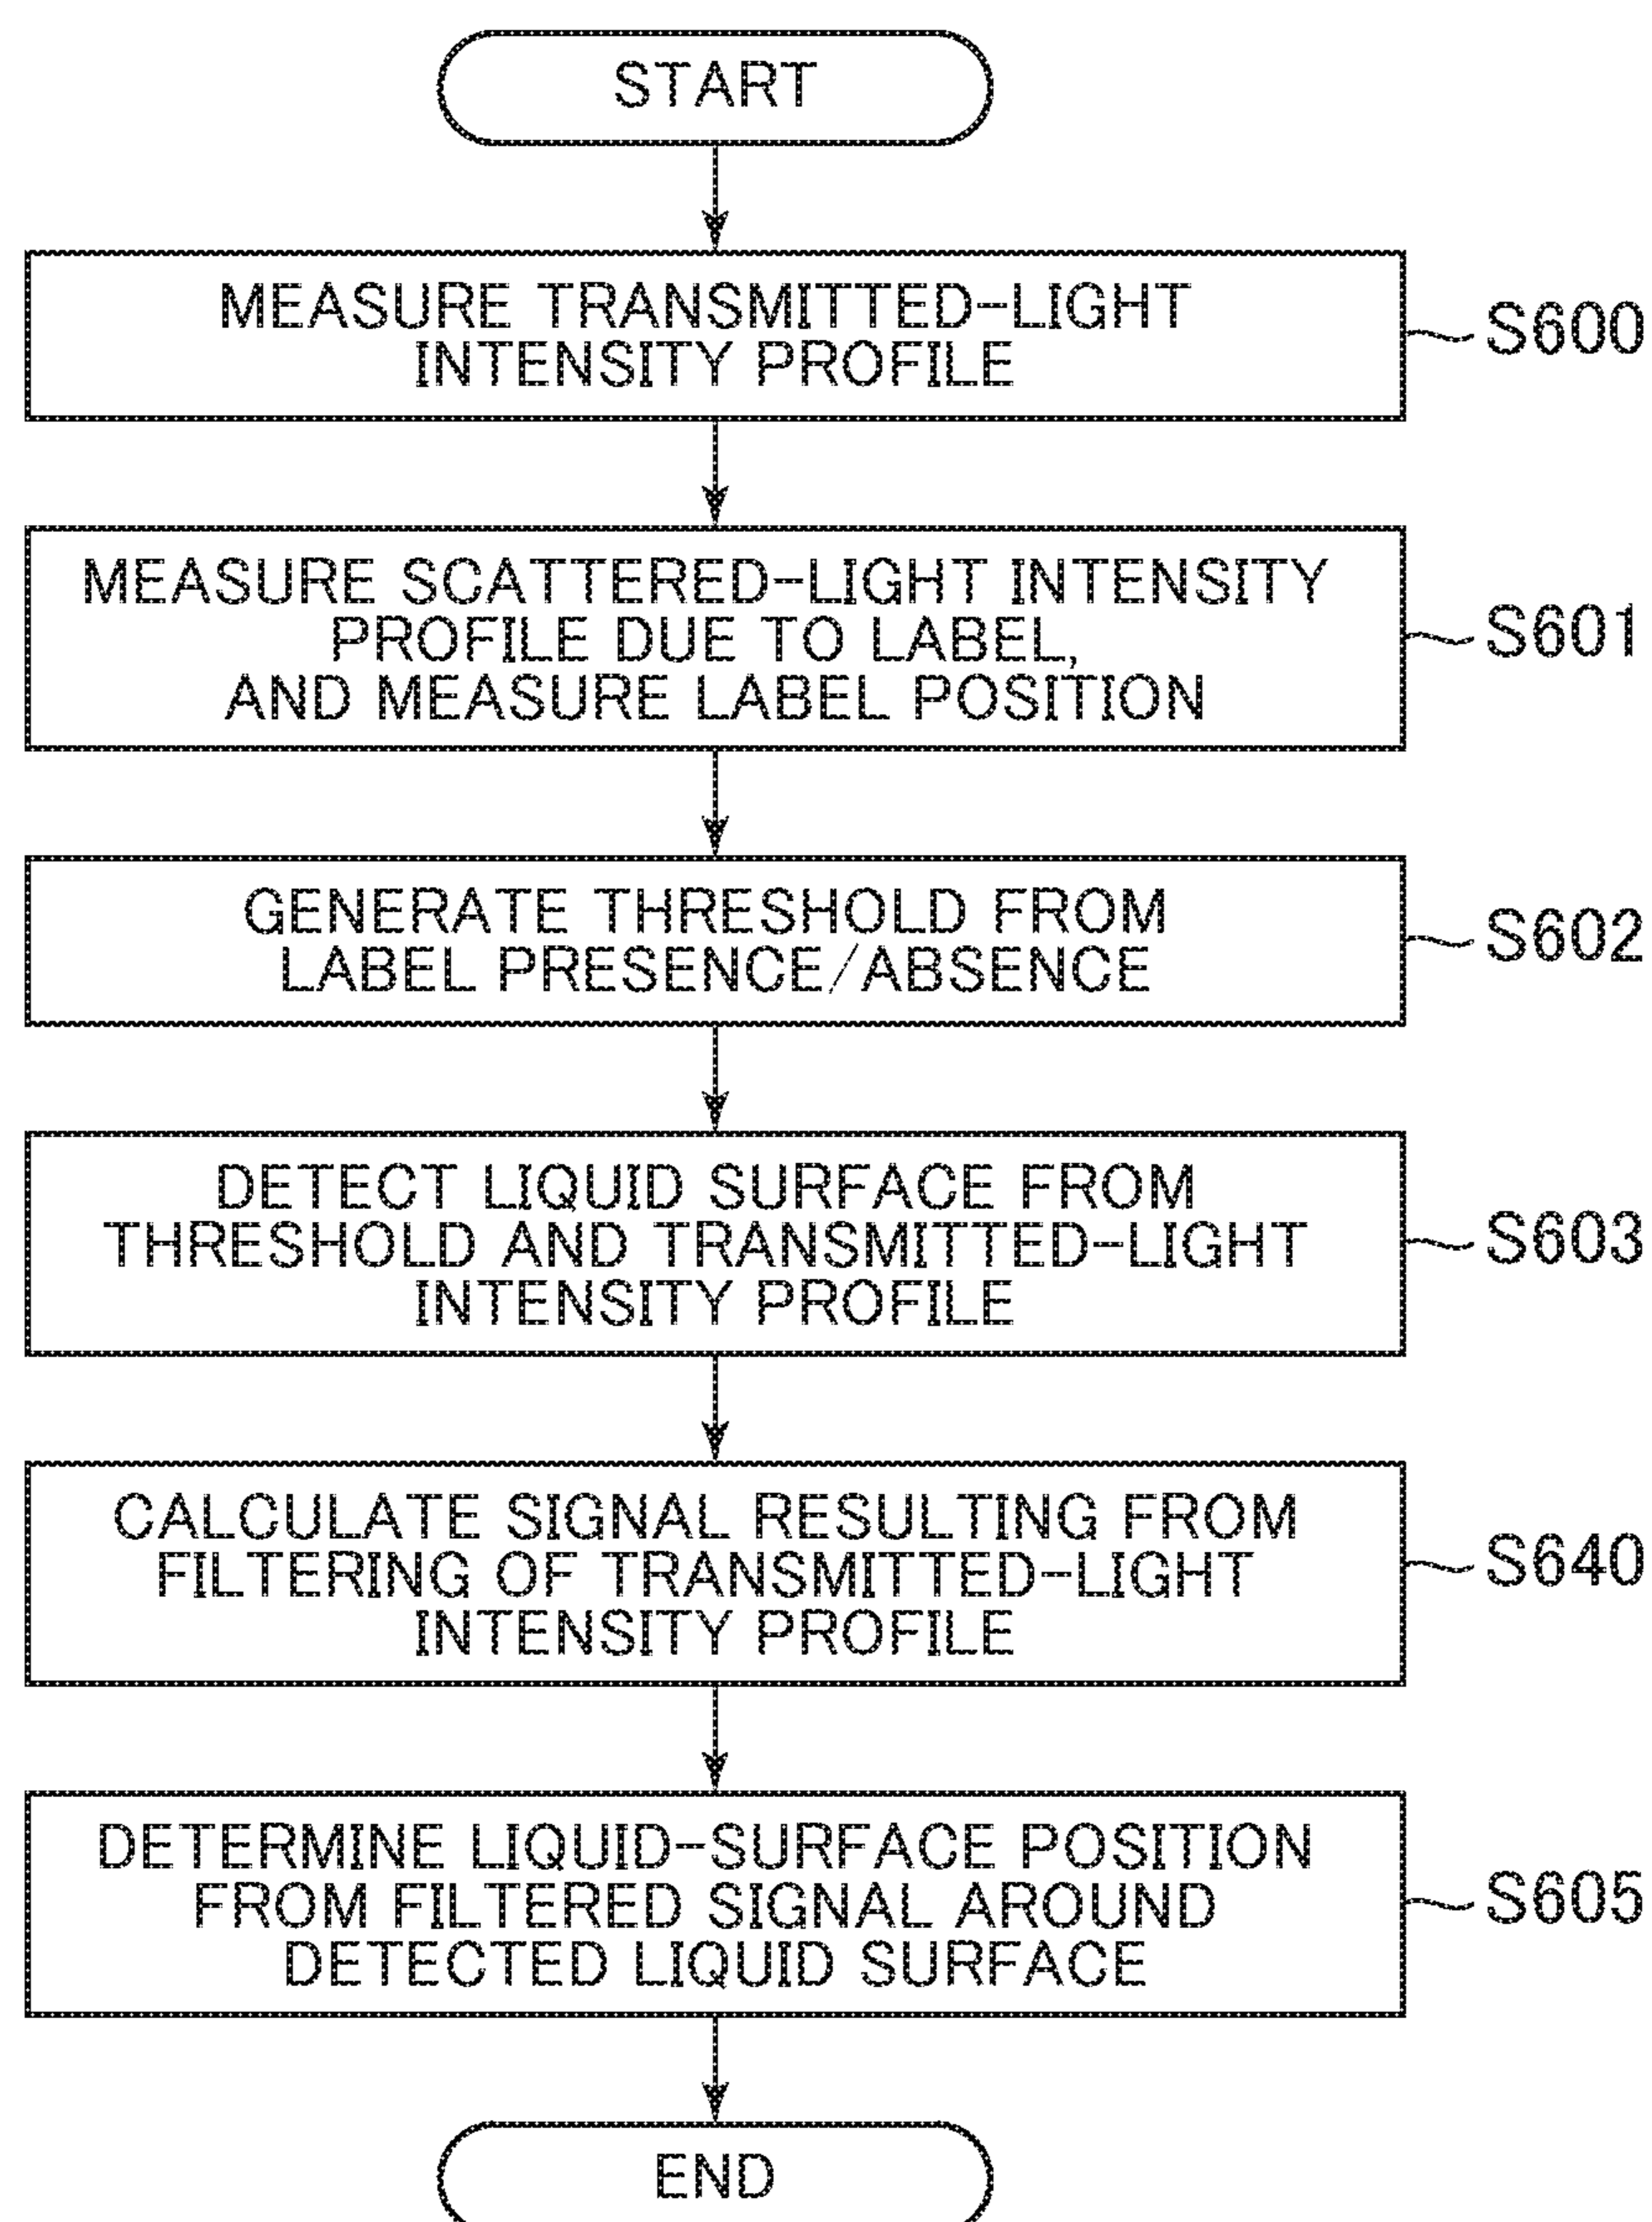 START
MEASURE TRANSMITTED-LIGHT
INTENSITY PROFILE
S600
MEASURE SCATTERED-LIGHT INTENSITY
PROFILE DUE TO LABEL,
AND MEASURE LABEL POSITION
S601
GENERATE THRESHOLD FROM
LABEL PRESENCE/ABSENCE
S602
DETECT LIQUID SURFACE FROM
THRESHOLD AND TRANSMITTED-LIGHT
INTENSITY PROFILE
S603
CALCULATE SIGNAL RESULTING FROM
FILTERING OF TRANSMITTED-LIGHT
INTENSITY PROFILE
S640
DETERMINE LIQUID-SURFACE POSITION
FROM FILTERED SIGNAL AROUND
DETECTED LIQUID SURFACE
S605
END